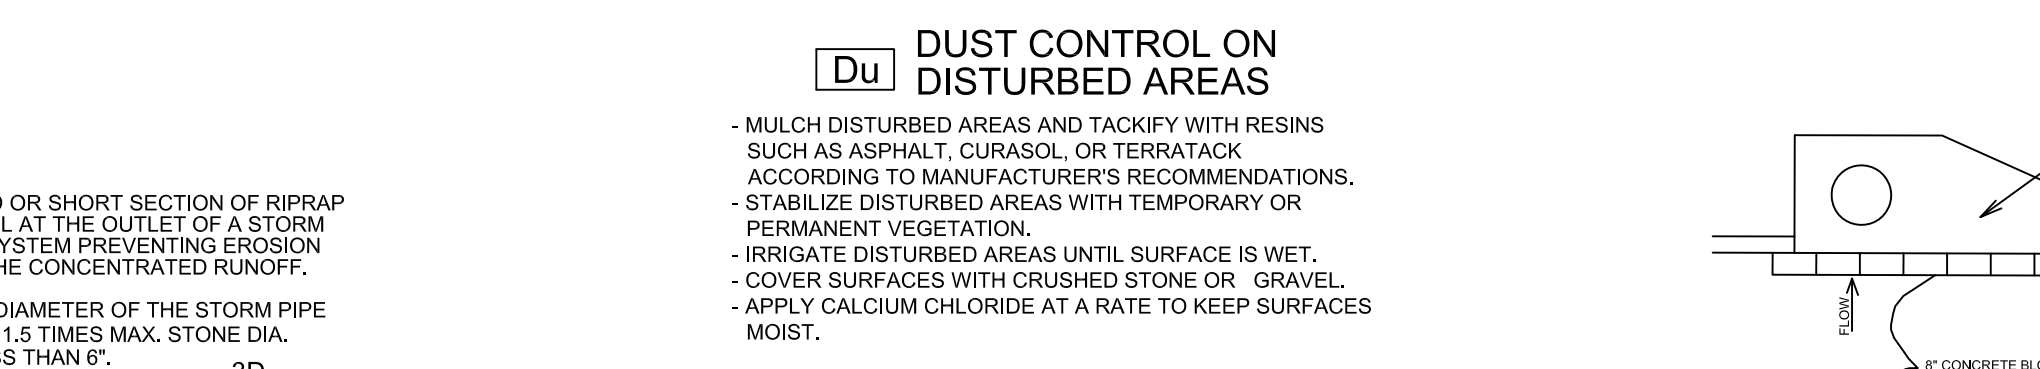 O OR SHORT SECTION OF RIPRAP
AT THE OUTLET OF A STORM
PREVENTING EROSION
CONCENTRATED RUNOFF.
OF THE STORM PIPE
1.5 TIMES MAX. STONE DIA.
THAN 6".
Du
DUST CONTROL ON
DISTURBED AREAS
- MULCH DISTURBED AREAS AND TACKIFY WITH RESINS
SUCH AS ASPHALT, CURASOL, OR TERRATACK
ACCORDING TO MANUFACTURER'S RECOMMENDATIONS.
- STABILIZE DISTURBED AREAS WITH TEMPORARY OR
PERMANENT VEGETATION.
- IRRIGATE DISTURBED AREAS UNTIL SURFACE IS WET.
- COVER SURFACES WITH CRUSHED STONE OR GRAVEL.
- APPLY CALCIUM CHLORIDE AT A RATE TO KEEP SURFACES
MOIST.
FLOW
8" CONCRETE